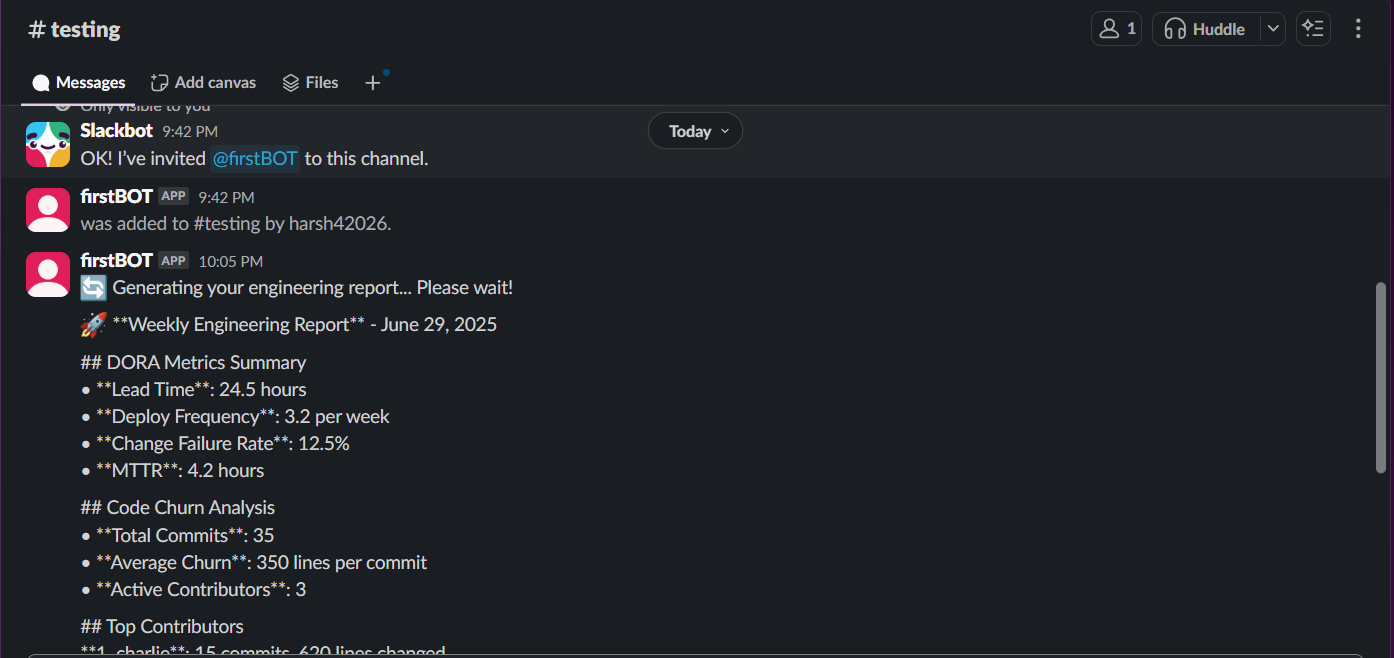 # testing
1
Huddle
Messages
Add canvas
Files
Only visible to you
Slackbot 9:42 PM
Today
OK! I've invited @firstBOT to this channel.
firstBOT APP 9:42 PM
was added to #testing by harsh42026.
firstBOT APP 10:05 PM
Generating your engineering report... Please wait!
**Weekly Engineering Report** - June 29, 2025
## DORA Metrics Summary
• **Lead Time**: 24.5 hours
• **Deploy Frequency**: 3.2 per week
• **Change Failure Rate**: 12.5%
• **MTTR**: 4.2 hours
## Code Churn Analysis
• **Total Commits**: 35
• **Average Churn**: 350 lines per commit
• **Active Contributors**: 3
## Top Contributors
**1. charlie**: 15 commits, 620 lines changed